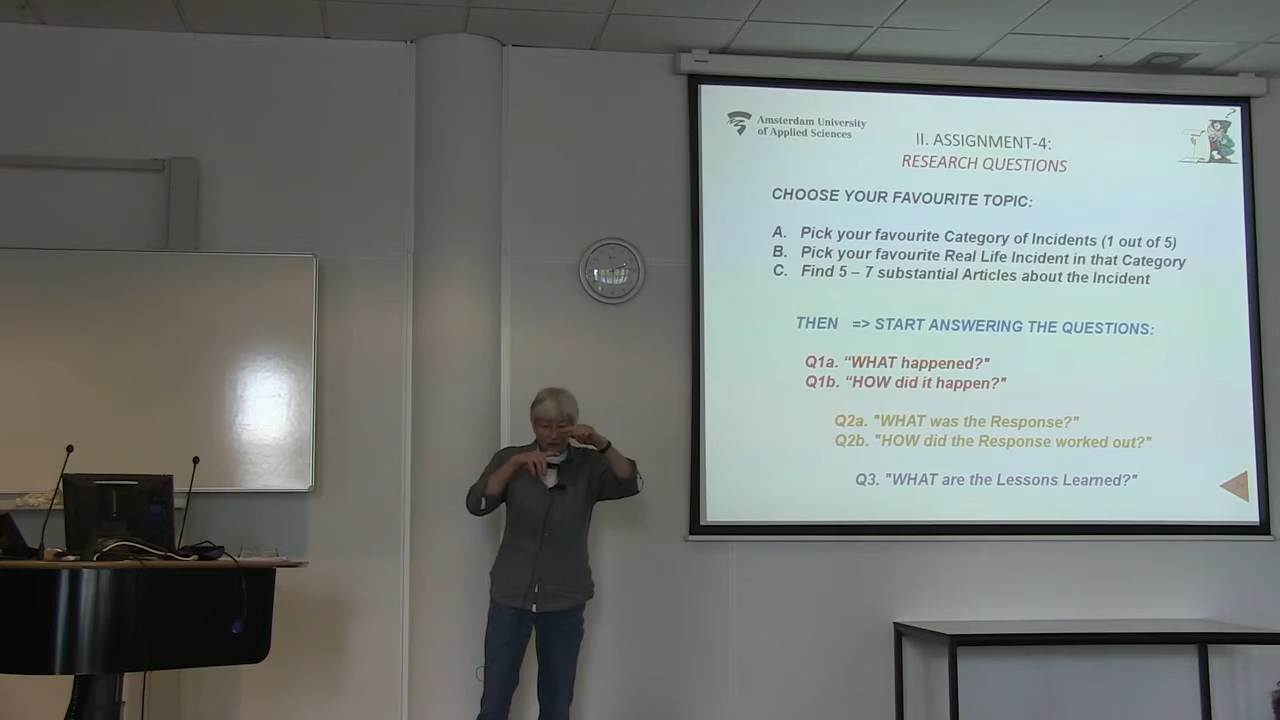 Amsterdam University
of Applied Sciences
II. ASSIGNMENT-4:
RESEARCH QUESTIONS
CHOOSE YOUR FAVOURITE TOPIC:
A. Pick your favourite Category of Incidents (1 out of 5)
B. Pick your favourite Real Life Incident in that Category
C. Find 5 – 7 substantial Articles about the Incident
THEN => START ANSWERING THE QUESTIONS:
Q1a. “WHAT happened?"
Q1b. “HOW did it happen?"
Q2a. "WHAT was the Response?"
Q2b. "HOW did the Response worked out?"
Q3. "WHAT are the Lessons Learned?"